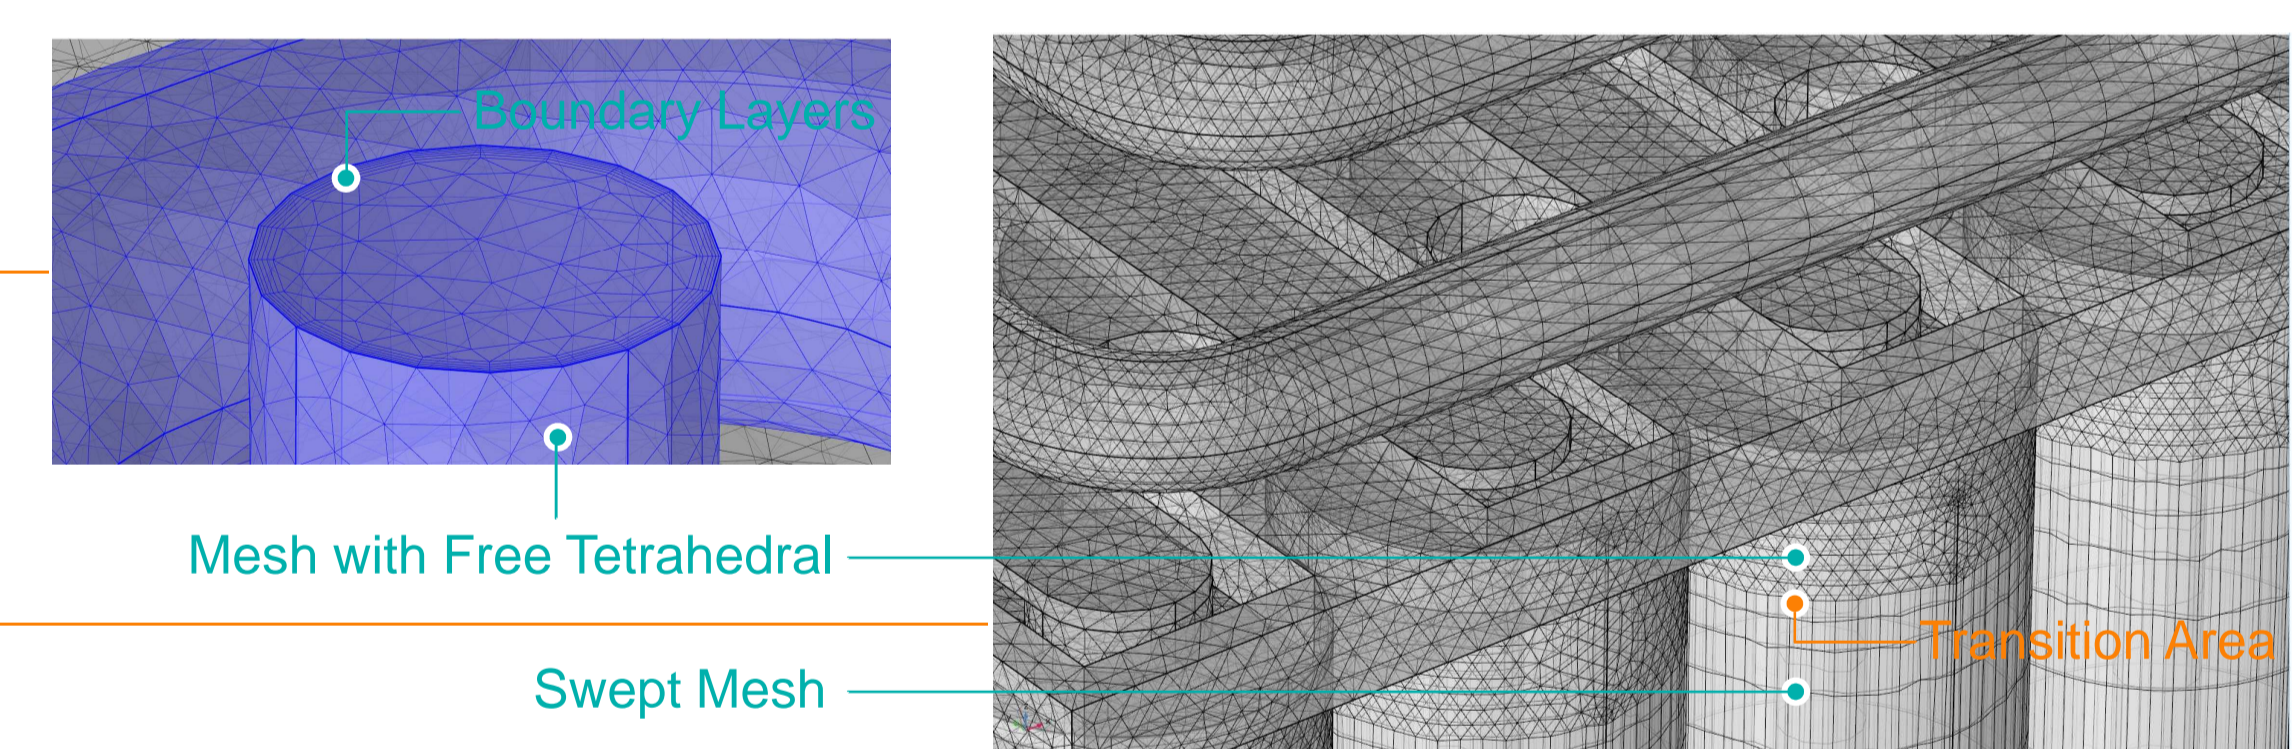 Boundary Layers
Mesh with Free Tetrahedral
Transition Area
Swept Mesh